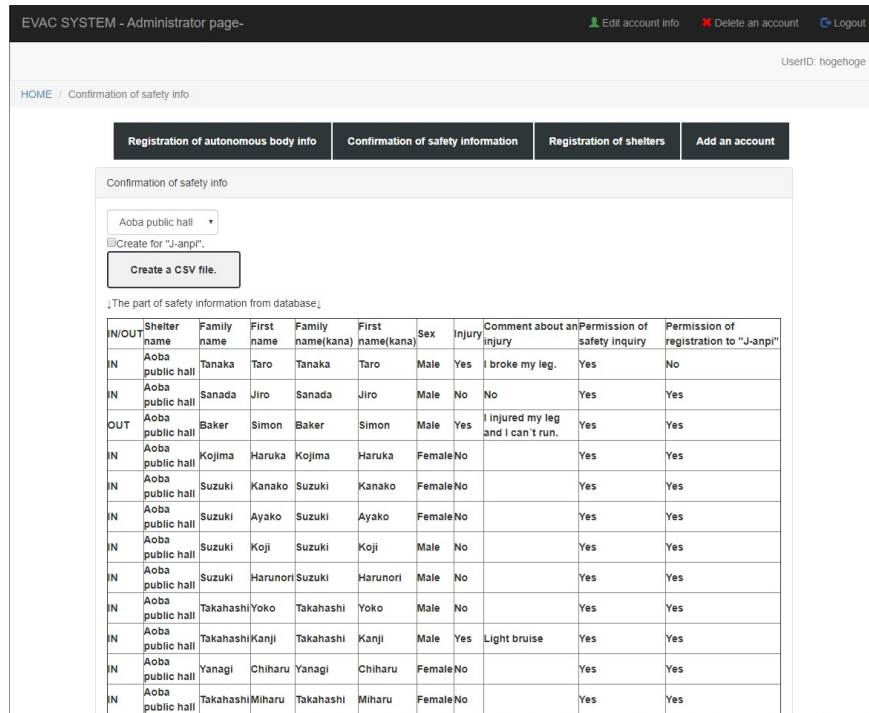 EVAC SYSTEM - Administrator page- Edit account info Delete an account Logout
UserID: hogehoge
HOME / Confirmation of safety info
Registration of autonomous body info Confirmation of safety information Registration of shelters Add an account
Confirmation of safety info
Aoba public hall
Create for "J-anpi".
Create a CSV file.
↓The part of safety information from database↓
IN/OUT Shelter name Family name First name Family name(kana) First name(kana) Sex Injury Comment about an injury Permission of safety inquiry Permission of registration to "J-anpi"
IN Aoba public hall Tanaka Taro Tanaka Taro Male Yes I broke my leg. Yes No
IN Aoba public hall Sanada Jiro Sanada Jiro Male No No Yes Yes
OUT Aoba public hall Baker Simon Baker Simon Male Yes I injured my leg and I can´t run. Yes Yes
IN Aoba public hall Kojima Haruka Kojima Haruka Female No Yes Yes
IN Aoba public hall Suzuki Kanako Suzuki Kanako Female No Yes Yes
IN Aoba public hall Suzuki Ayako Suzuki Ayako Female No Yes Yes
IN Aoba public hall Suzuki Koji Suzuki Koji Male No Yes Yes
IN Aoba public hall Suzuki Harunori Suzuki Harunori Male No Yes Yes
IN Aoba public hall Takahashi Yoko Takahashi Yoko Male No Yes Yes
IN Aoba public hall Takahashi Kanji Takahashi Kanji Male Yes Light bruise Yes Yes
IN Aoba public hall Yanagi Chiharu Yanagi Chiharu Female No Yes Yes
IN Aoba public hall Takahashi Miharu Takahashi Miharu Female No Yes Yes